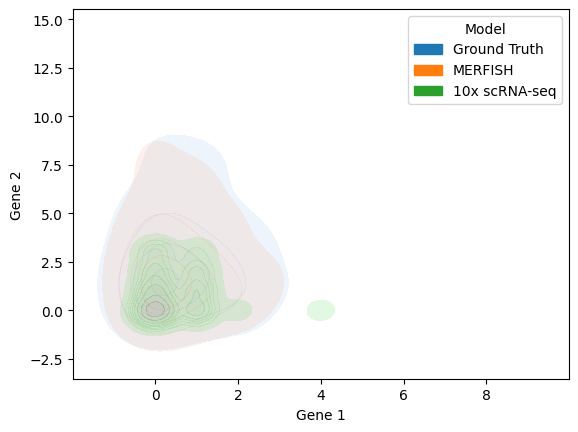 Model
Ground Truth
MERFISH
10x scRNA-seq
15.0
12.5
10.0
7.5
5.0
2.5
0.0
−2.5
Gene 2
0 2 4 6 8
Gene 1